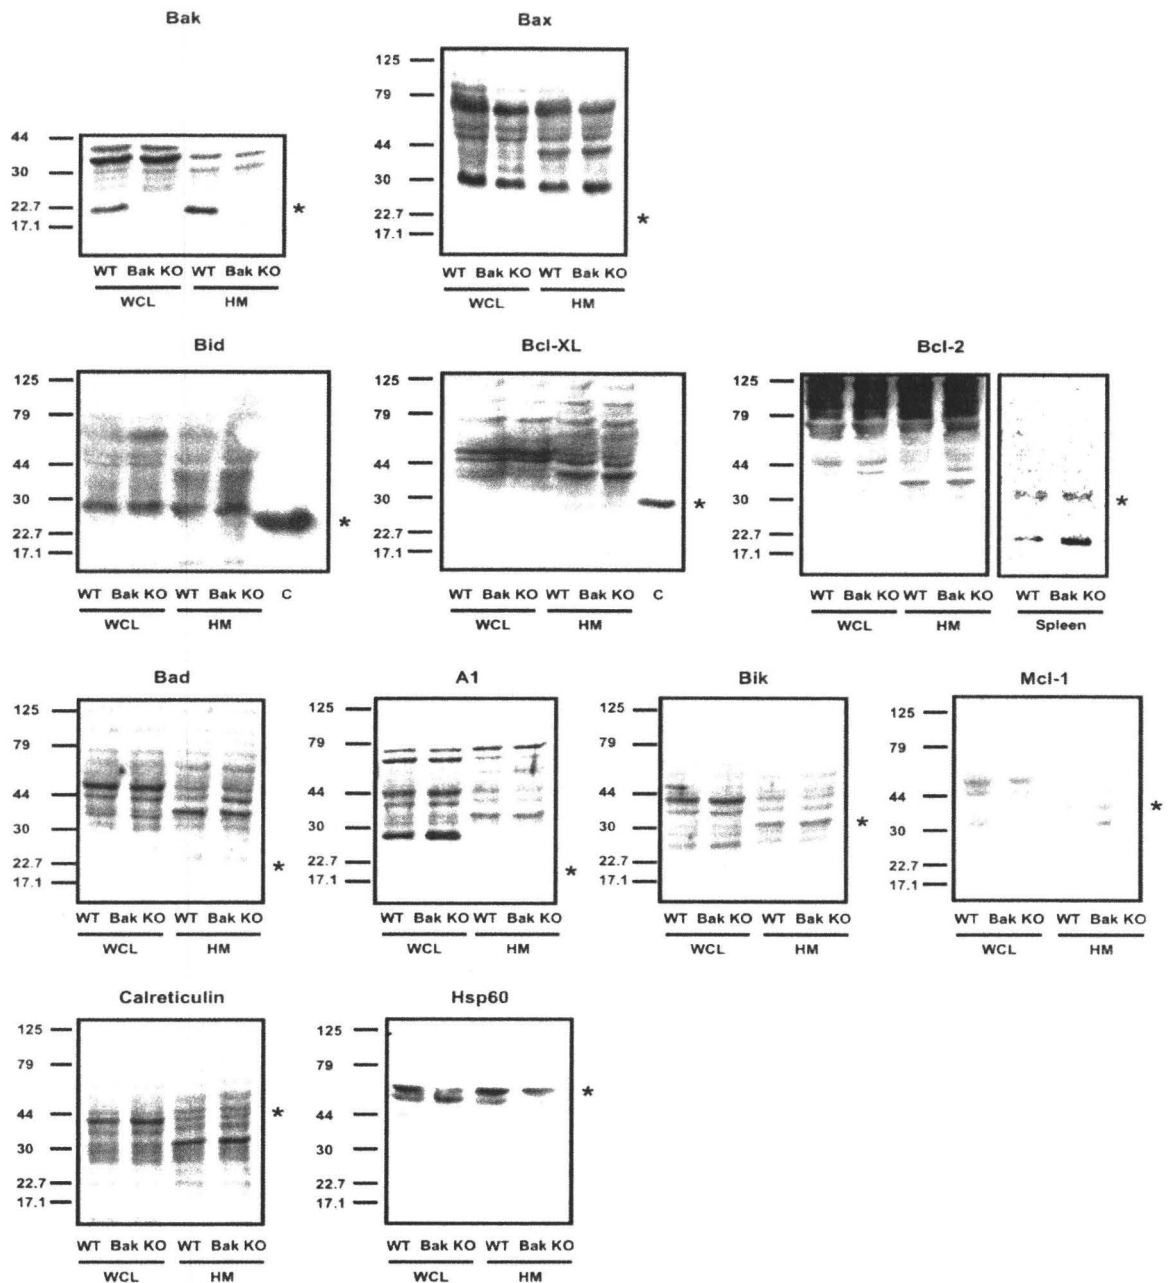 Bak
Bax
44
30
22.7
17.1
*
WT Bak KO WT Bak KO
WCL HM
125
79
44
30
22.7
17.1
*
WT Bak KO WT Bak KO
WCL HM
Bid
Bcl-XL
Bcl-2
125
79
44
30
22.7
17.1
*
WT Bak KO WT Bak KO C
WCL HM
125
79
44
30
22.7
17.1
*
WT Bak KO WT Bak KO C
WCL HM
125
79
44
30
22.7
17.1
*
WT Bak KO WT Bak KO WT Bak KO
WCL HM Spleen
Bad
A1
Bik
Mcl-1
125
79
44
30
22.7
17.1
*
WT Bak KO WT Bak KO
WCL HM
125
79
44
30
22.7
17.1
*
WT Bak KO WT Bak KO
WCL HM
125
79
44
30
22.7
17.1
*
WT Bak KO WT Bak KO
WCL HM
125
79
44
30
22.7
17.1
*
WT Bak KO WT Bak KO
WCL HM
Calreticulin
Hsp60
125
79
44
30
22.7
17.1
*
WT Bak KO WT Bak KO
WCL HM
125
79
44
30
22.7
17.1
*
WT Bak KO WT Bak KO
WCL HM